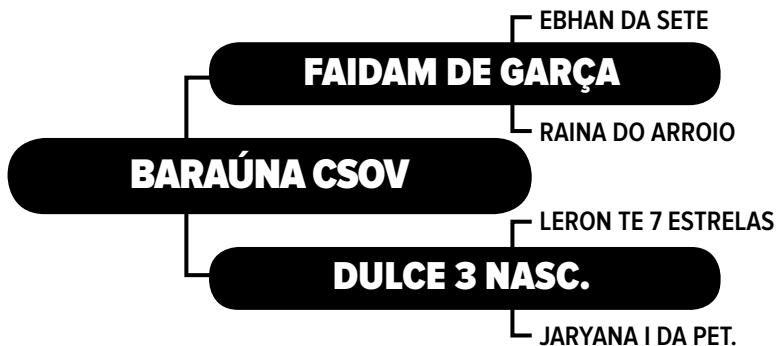 EBHAN DA SETE
FAIDAM DE GARÇA
RAINA DO ARROIO
BARAÚNA CSOV
LERON TE 7 ESTRELAS
DULCE 3 NASC.
JARYANA I DA PET.